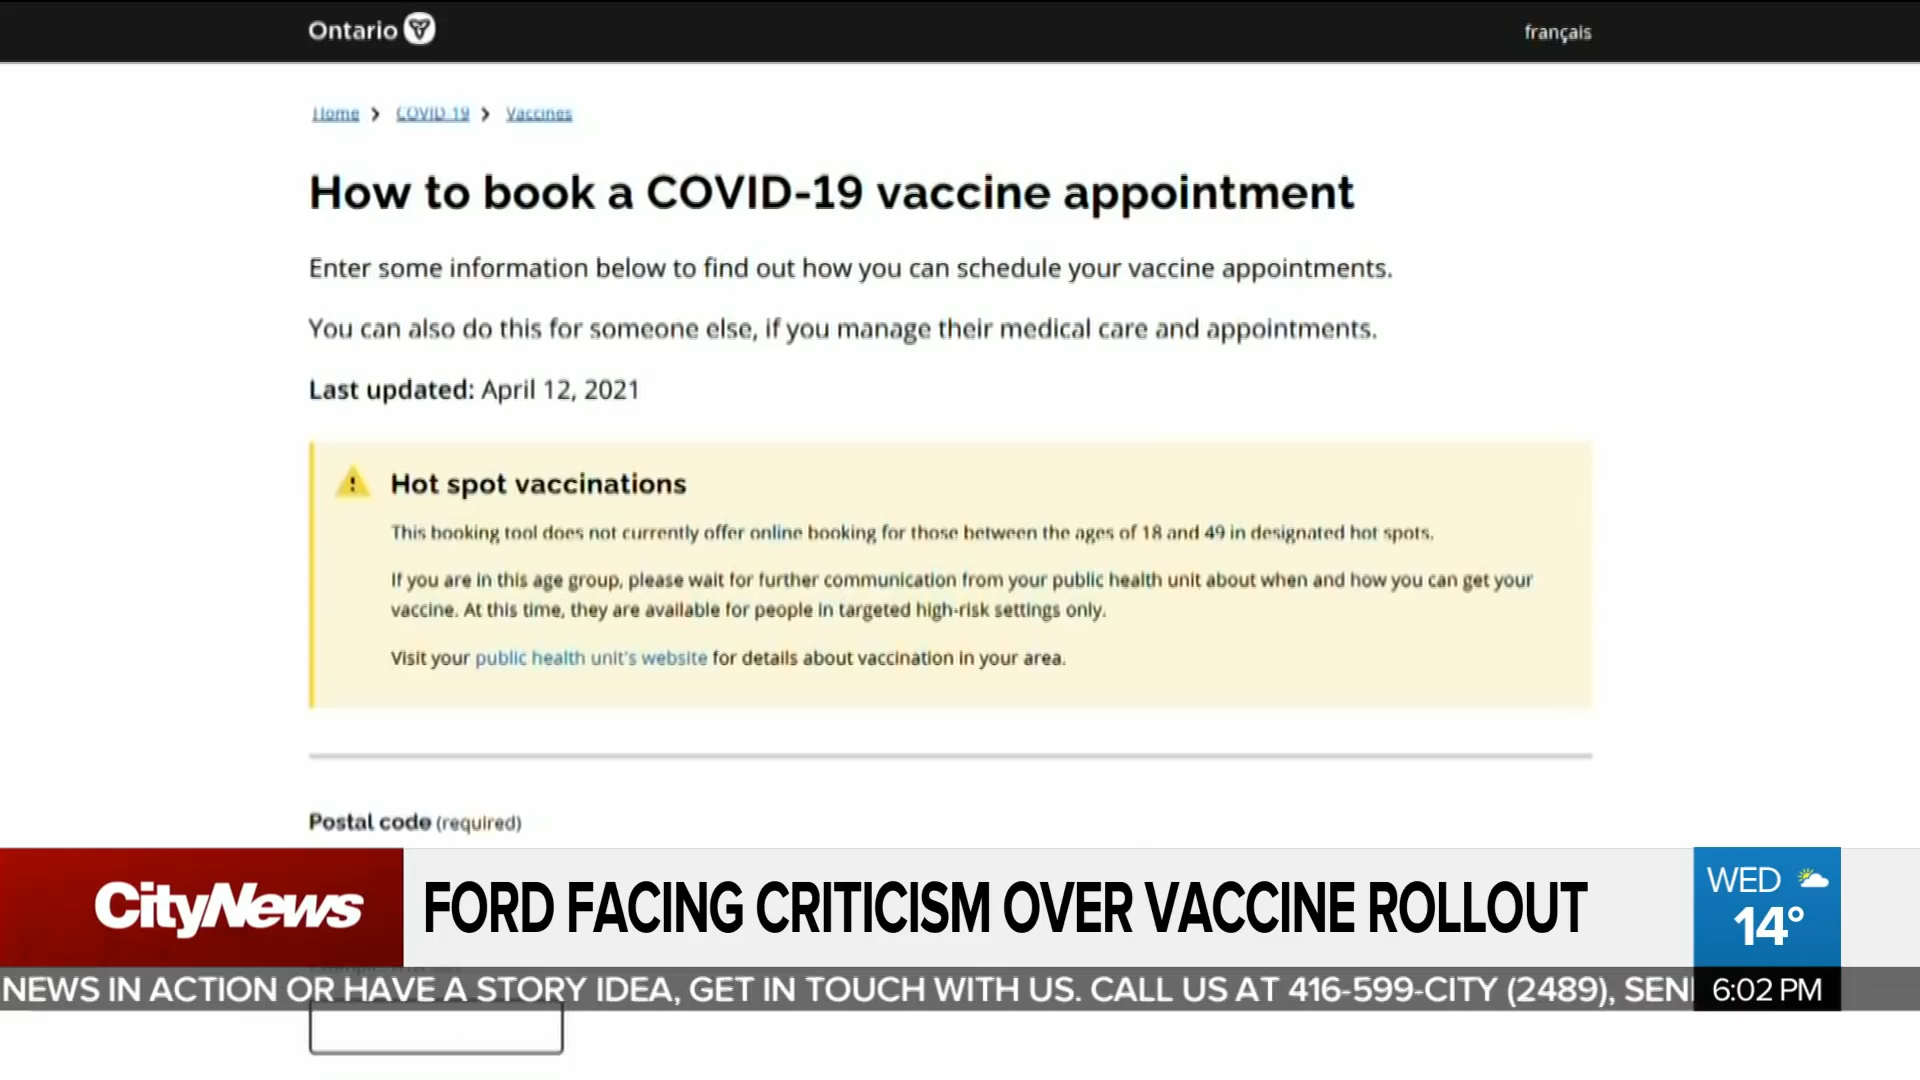 Ontario
français
Home > COVID-19 > Vaccines
How to book a COVID-19 vaccine appointment
Enter some information below to find out how you can schedule your vaccine appointments.
You can also do this for someone else, if you manage their medical care and appointments.
Last updated: April 12, 2021
Hot spot vaccinations
This booking tool does not currently offer online booking for those between the ages of 18 and 49 in designated hot spots.
If you are in this age group, please wait for further communication from your public health unit about when and how you can get your
vaccine. At this time, they are available for people in targeted high-risk settings only.
Visit your public health unit's website for details about vaccination in your area.
Postal code (required)
CityNews
FORD FACING CRITICISM OVER VACCINE ROLLOUT
WED
14°
NEWS IN ACTION OR HAVE A STORY IDEA, GET IN TOUCH WITH US. CALL US AT 416-599-CITY (2489), SEN
6:02 PM